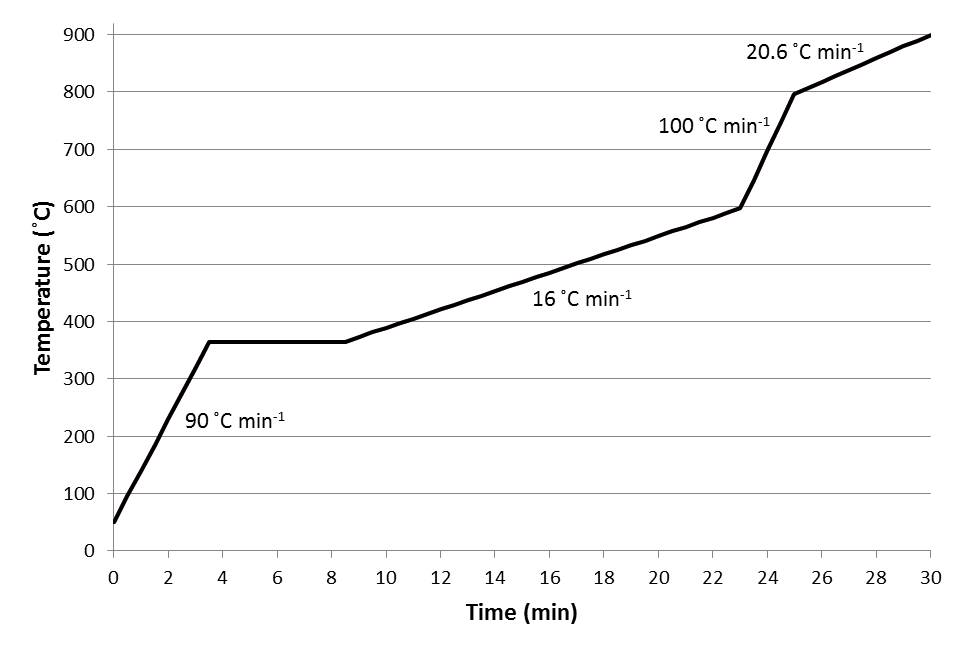 900
800
700
600
500
400
300
200
100
0
Temperature (˚C)
20.6 ˚C min-1
100 ˚C min-1
16 ˚C min-1
90 ˚C min-1
0 2 4 6 8 10 12 14 16 18 20 22 24 26 28 30
Time (min)